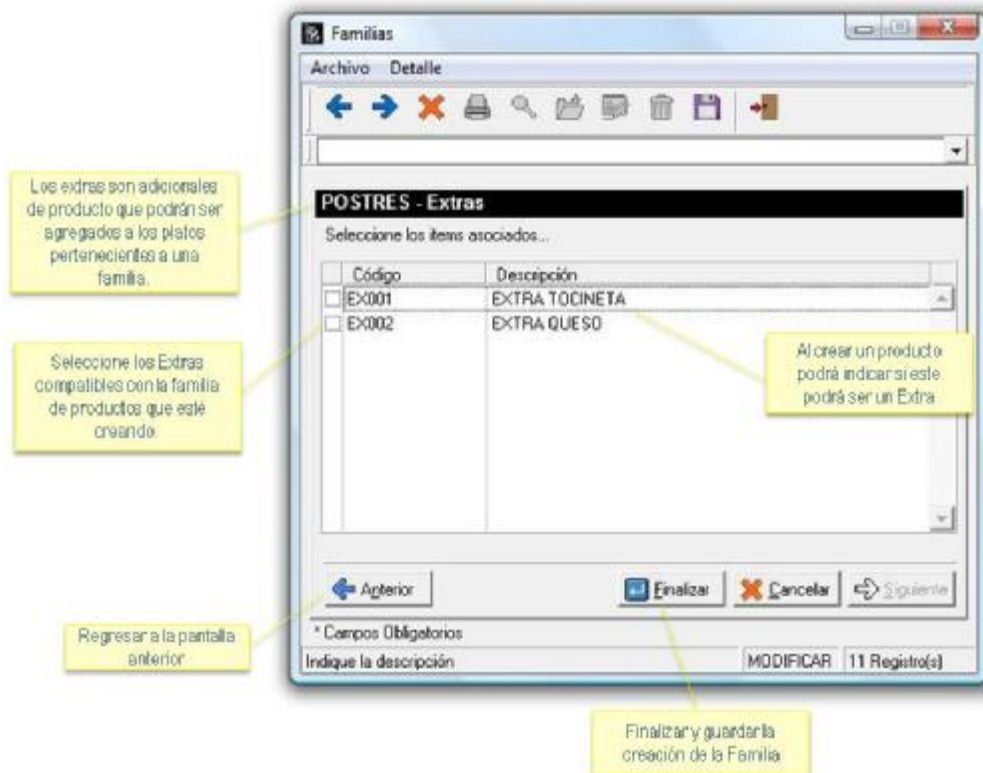 Familias
Archivo Detalle
Los extras son adicionales
de producto que podrán ser
agregados a los platos
pertenecientes a una
familia.
POSTRES - Extras
Seleccione los items asociados...
Código Descripción
EX001 EXTRA TOCINETA
EX002 EXTRA QUESO
Seleccione los Extras
compatibles con la familia
de productos que esté
creando.
Al crear un producto
podrá indicar si este
podrá ser un Extra
Anterior Finalizar Cancelar Siguiente
Regresar a la pantalla
anterior
* Campos Obligatorios
Indique la descripción MODIFICAR 11 Registro(s)
Finalizar y guardar la
creación de la Familia